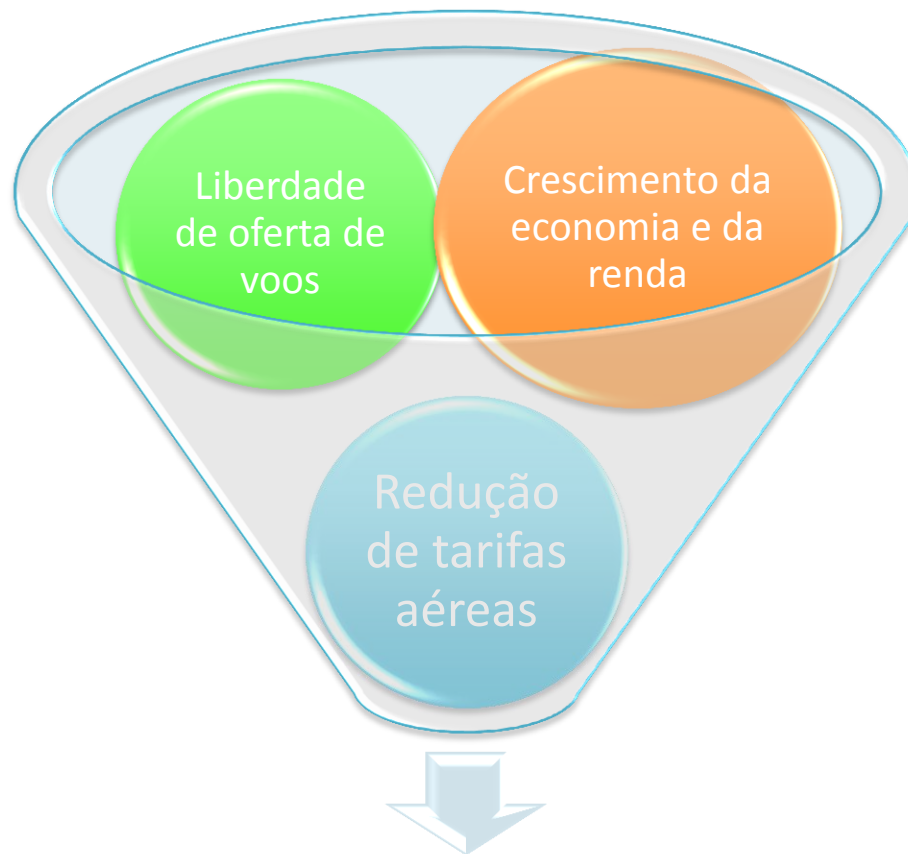 Liberdade
de oferta de
voos
Crescimento da
economia e da
renda
Redução
de tarifas
aéreas